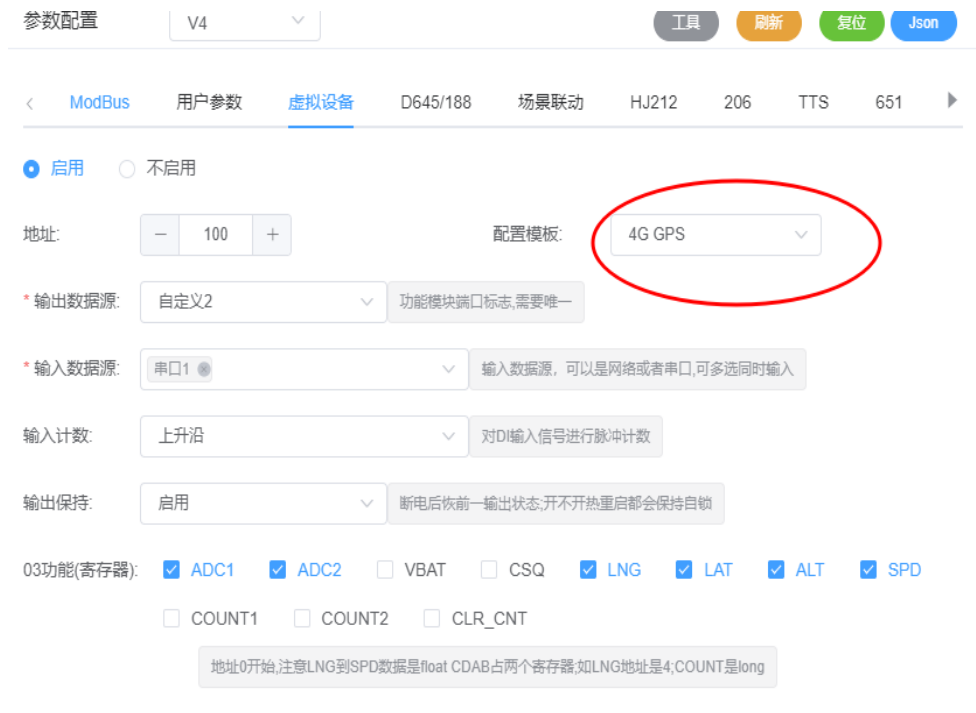 参数配置 V4 工具 刷新 复位 Json
ModBus 用户参数 虚拟设备 D645/188 场景联动 HJ212 206 TTS 651
启用 不启用
地址: 100 配置模板: 4G GPS
* 输出数据源: 自定义2 功能模块端口标志,需要唯一
* 输入数据源: 串口1 输入数据源，可以是网络或者串口,可多选同时输入
输入计数: 上升沿 对DI输入信号进行脉冲计数
输出保持: 启用 断电后恢前一输出状态;开不开热重启都会保持自锁
03功能(寄存器): ADC1 ADC2 VBAT CSQ LNG LAT ALT SPD
COUNT1 COUNT2 CLR_CNT
地址0开始,注意LNG到SPD数据是float CDAB占两个寄存器;如LNG地址是4;COUNT是long